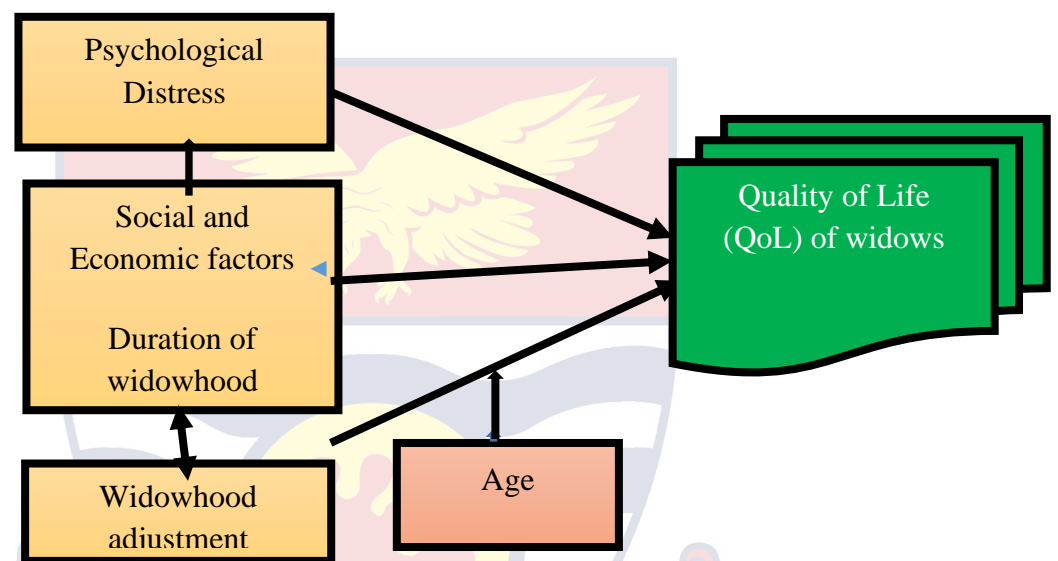 Psychological
Distress
Social and
Economic factors
Duration of
widowhood
Widowhood
adjustment
Quality of Life
(QoL) of widows
Age